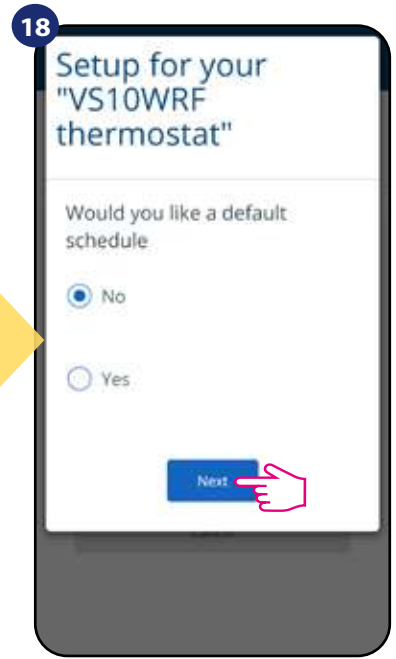 18
Setup for your
"VS10WRF
thermostat"
Would you like a default
schedule
No
Yes
Next